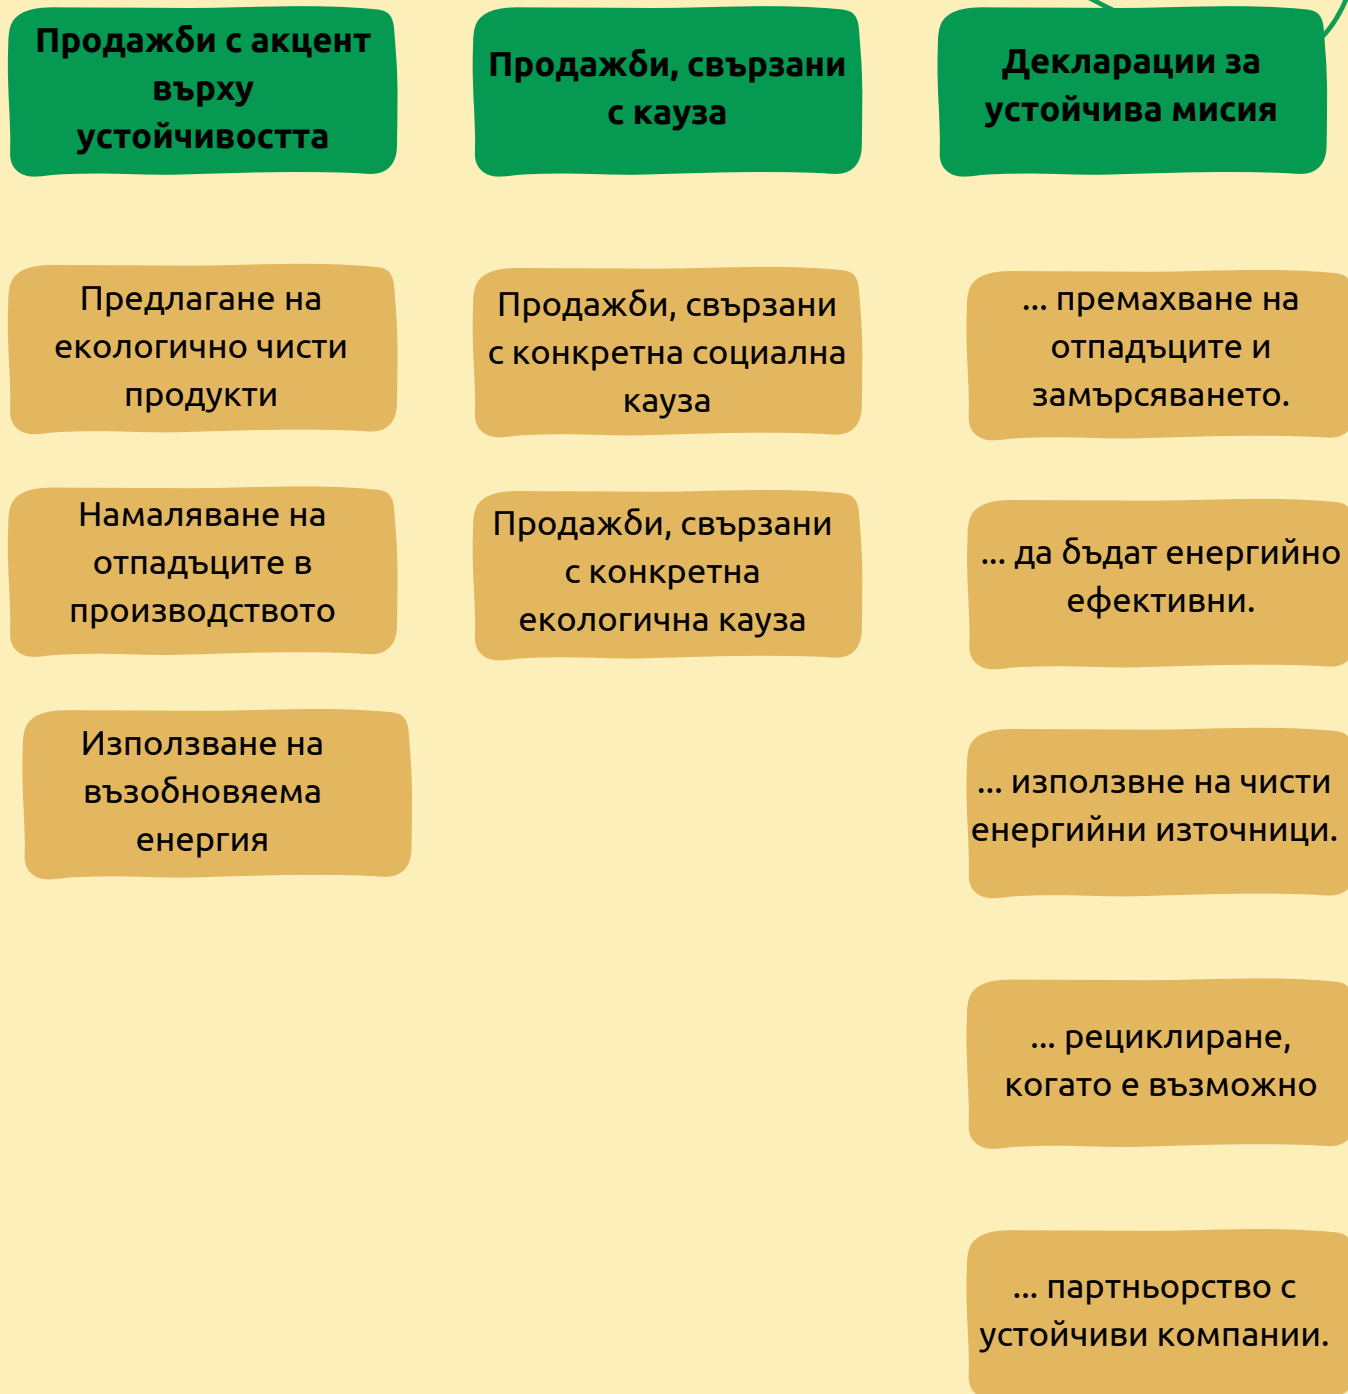 Продажби с акцент
върху
устойчивостта
Предлагане на
екологично чисти
продукти
Намаляване на
отпадъците в
производството
Използване на
възобновяема
енергия
Продажби, свързани
с кауза
Продажби, свързани
с конкретна социална
кауза
Продажби, свързани
с конкретна
екологична кауза
Декларации за
устойчива мисия
... премахване на
отпадъците и
замърсяването.
... да бъдат енергийно
ефективни.
... използвне на чисти
енергийни източници.
... рециклиране,
когато е възможно
... партньорство с
устойчиви компании.